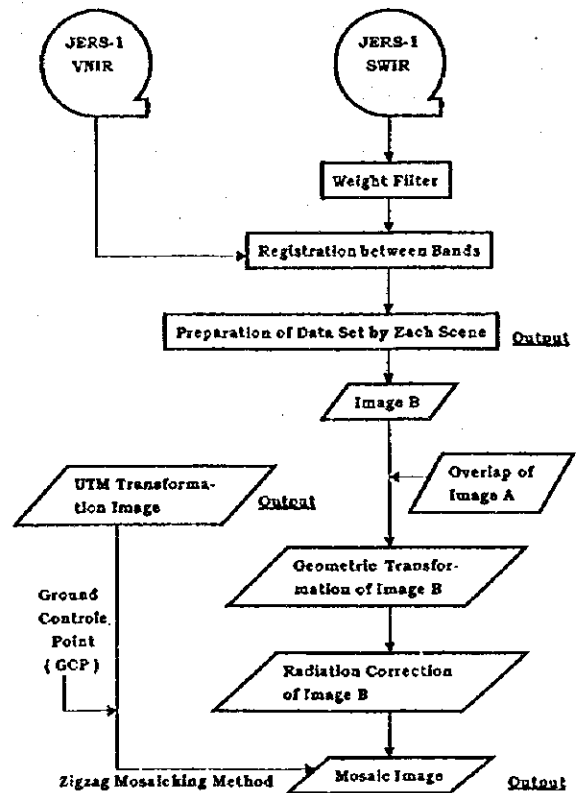 JERS-1
VNIR
JERS-1
SWIR
Weight Filter
Registration between Bands
Preparation of Data Set by Each Scene
Output
Image B
Overlap of
Image A
UTM Transforma-
tion Image
Output
Geometric Transfor-
mation of Image B
Ground
Controle
Point
( GCP )
Radiation Correction
of Image B
Zigzag Mosaicking Method
Mosaic Image
Output